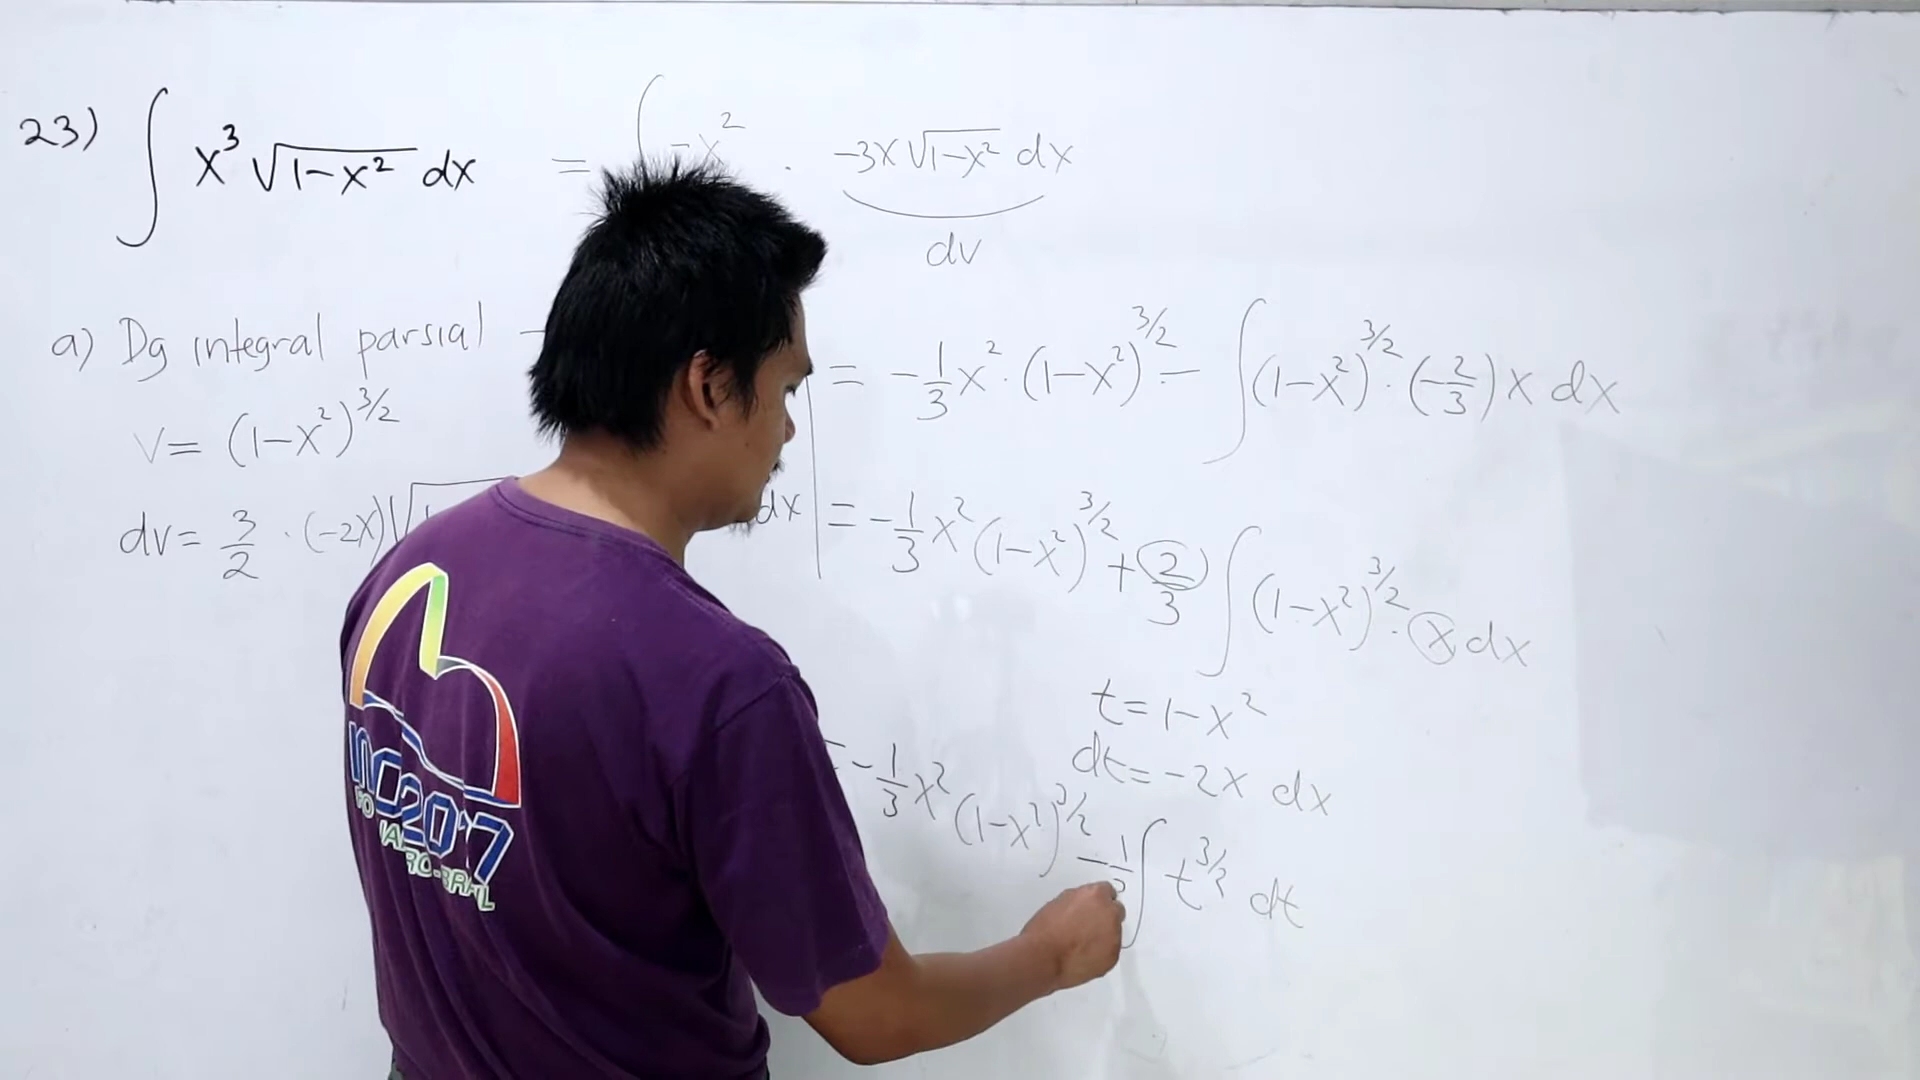 23) ∫ x³ √(1-x²) dx = ∫ -x² · -3x√(1-x²) dx
dv
a) Dg integral parsial
v = (1-x²)^3/2
dv = 3/2 · (-2x)√ dx
= -1/3 x² · (1-x²)^3/2 - ∫ (1-x²)^3/2 · (-2/3) x dx
= -1/3 x² (1-x²)^3/2 + 2/3 ∫ (1-x²)^3/2 · x dx
t = 1-x²
dt = -2x dx
= -1/3 x² (1-x²)^3/2 - 1/3 ∫ t^3/2 dt